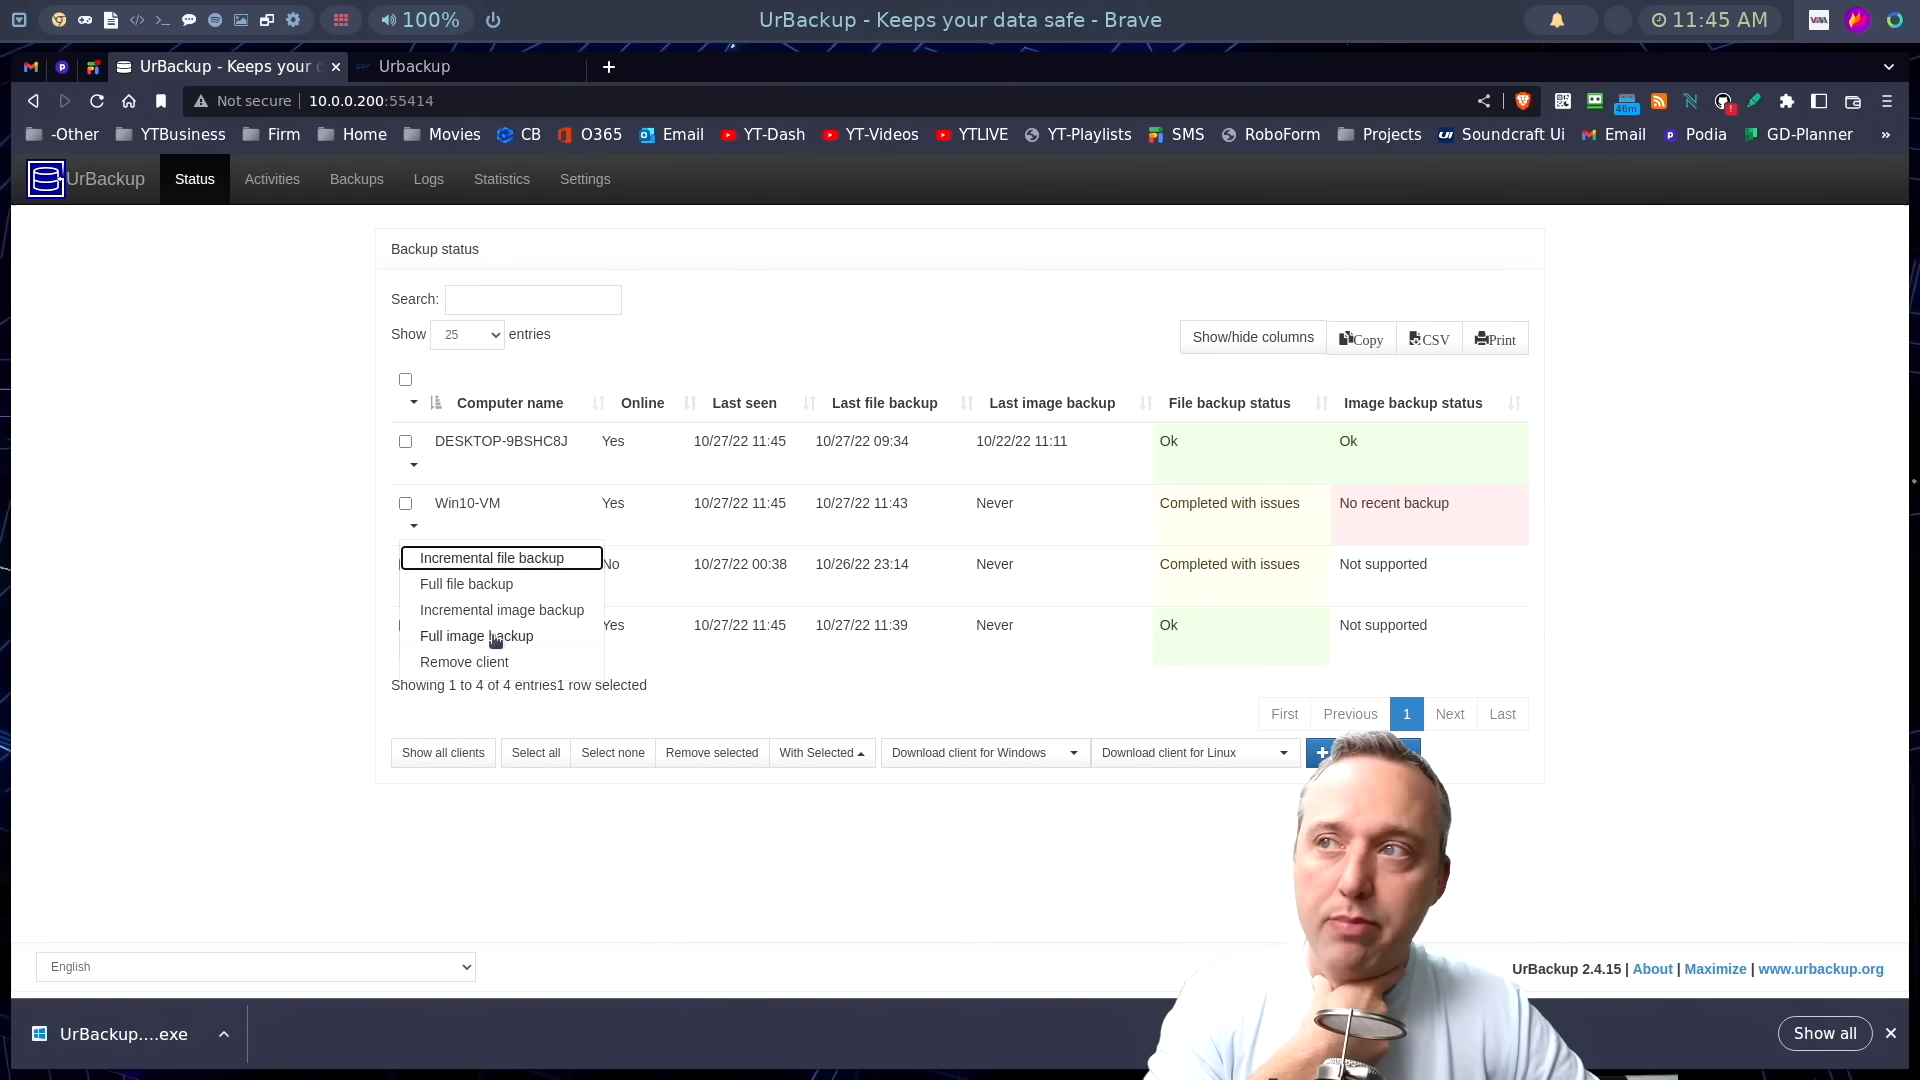 100%
UrBackup - Keeps your data safe - Brave
11:45 AM
UrBackup - Keeps your
Urbackup
Not secure
10.0.0.200:55414
46m
-Other
YTBusiness
Firm
Home
Movies
CB
O365
Email
YT-Dash
YT-Videos
YTLIVE
YT-Playlists
SMS
RoboForm
Projects
Soundcraft Ui
Email
Podia
GD-Planner
»
UrBackup
Status
Activities
Backups
Logs
Statistics
Settings
Backup status
Search:
Show 25 entries
Show/hide columns
Copy
CSV
Print
Computer name
Online
Last seen
Last file backup
Last image backup
File backup status
Image backup status
DESKTOP-9BSHC8J Yes 10/27/22 11:45 10/27/22 09:34 10/22/22 11:11 Ok Ok
Win10-VM Yes 10/27/22 11:45 10/27/22 11:43 Never Completed with issues No recent backup
No 10/27/22 00:38 10/26/22 23:14 Never Completed with issues Not supported
Yes 10/27/22 11:45 10/27/22 11:39 Never Ok Not supported
Incremental file backup
Full file backup
Incremental image backup
Full image backup
Remove client
Showing 1 to 4 of 4 entries1 row selected
First
Previous
1
Next
Last
Show all clients
Select all
Select none
Remove selected
With Selected
Download client for Windows
Download client for Linux
English
UrBackup 2.4.15 | About | Maximize | www.urbackup.org
UrBackup....exe
Show all